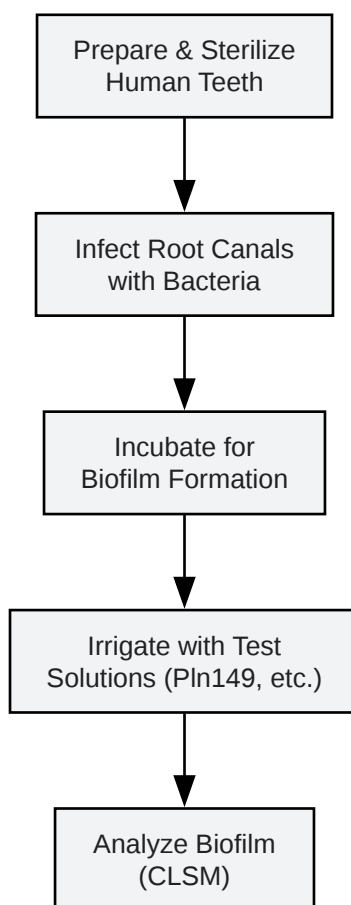 Prepare & Sterilize
Human Teeth
Infect Root Canals
with Bacteria
Incubate for
Biofilm Formation
Irrigate with Test
Solutions (Pln149, etc.)
Analyze Biofilm
(CLSM)